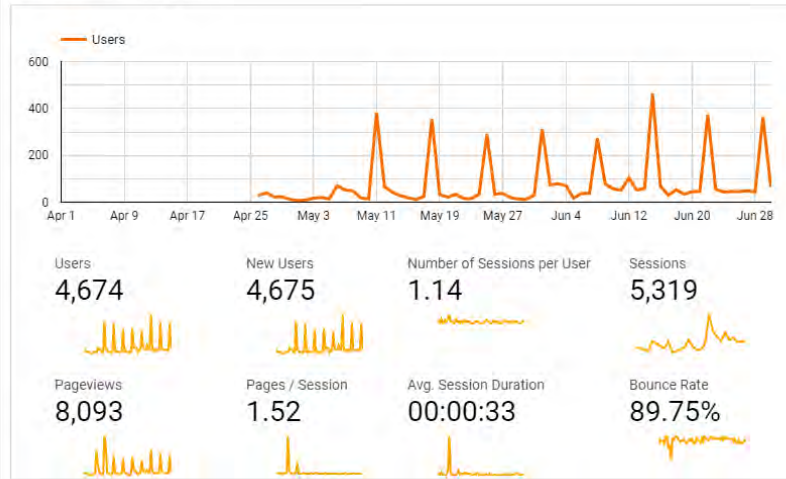 Users
600
400
200
0
Apr 1 Apr 9 Apr 17 Apr 25 May 3 May 11 May 19 May 27 Jun 4 Jun 12 Jun 20 Jun 28
Users New Users Number of Sessions per User Sessions
4,674 4,675 1.14 5,319
Pageviews Pages / Session Avg. Session Duration Bounce Rate
8,093 1.52 00:00:33 89.75%